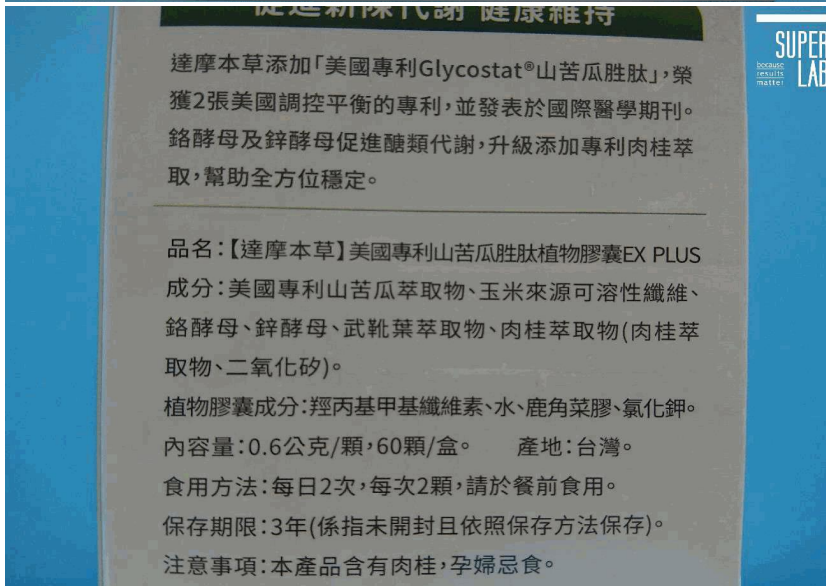 促進新陳代謝 健康維持
SUPER
LAB
because
results
matter
達摩本草添加「美國專利Glycostat®山苦瓜胜肽」,榮
獲2張美國調控平衡的專利,並發表於國際醫學期刊。
鉻酵母及鋅酵母促進醣類代謝,升級添加專利肉桂萃
取,幫助全方位穩定。
品名:【達摩本草】美國專利山苦瓜胜肽植物膠囊EX PLUS
成分:美國專利山苦瓜萃取物、玉米來源可溶性纖維、
鉻酵母、鋅酵母、武靴葉萃取物、肉桂萃取物(肉桂萃
取物、二氧化矽)。
植物膠囊成分:羥丙基甲基纖維素、水、鹿角菜膠、氯化鉀。
內容量:0.6公克/顆,60顆/盒。 產地:台灣。
食用方法:每日2次,每次2顆,請於餐前食用。
保存期限:3年(係指未開封且依照保存方法保存)。
注意事項:本產品含有肉桂,孕婦忌食。